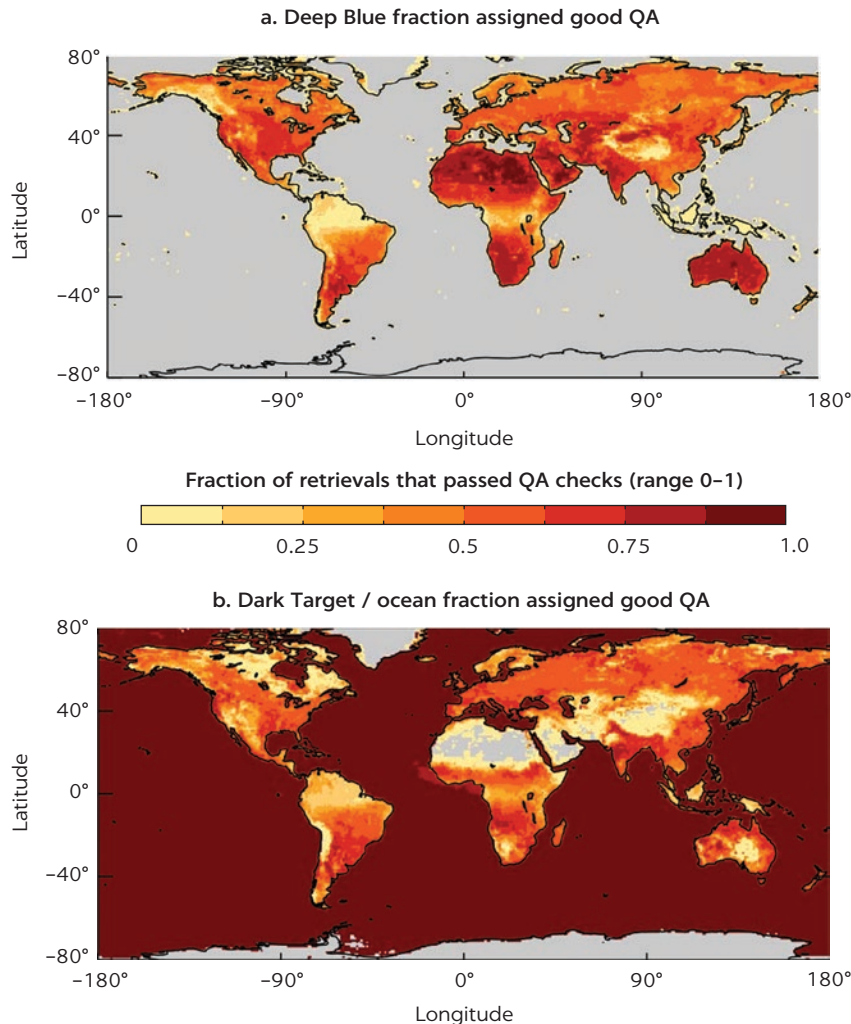 a. Deep Blue fraction assigned good QA
80°
40°
0°
−40°
−80°
Latitude
−180° −90° 0° 90° 180°
Longitude
Fraction of retrievals that passed QA checks (range 0–1)
0 0.25 0.5 0.75 1.0
b. Dark Target / ocean fraction assigned good QA
80°
40°
0°
−40°
−80°
Latitude
−180° −90° 0° 90° 180°
Longitude